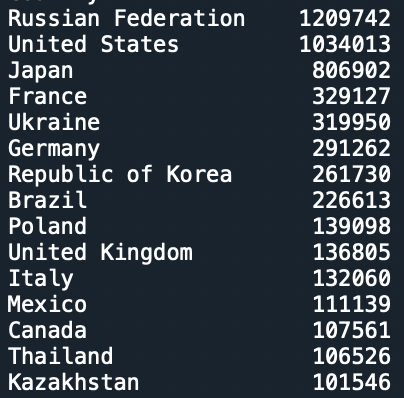 Russian Federation 1209742
United States 1034013
Japan 806902
France 329127
Ukraine 319950
Germany 291262
Republic of Korea 261730
Brazil 226613
Poland 139098
United Kingdom 136805
Italy 132060
Mexico 111139
Canada 107561
Thailand 106526
Kazakhstan 101546